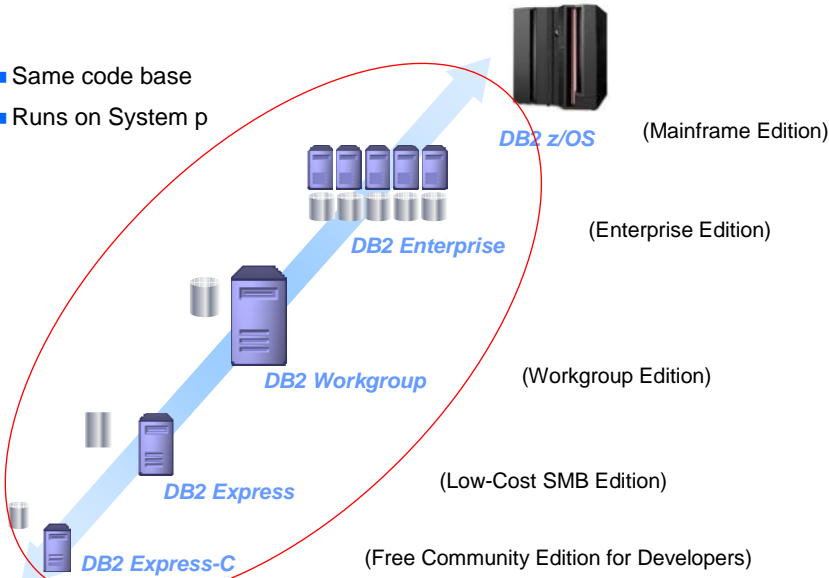 Same code base
Runs on System p
DB2 z/OS
(Mainframe Edition)
DB2 Enterprise
(Enterprise Edition)
DB2 Workgroup
(Workgroup Edition)
DB2 Express
(Low-Cost SMB Edition)
DB2 Express-C
(Free Community Edition for Developers)